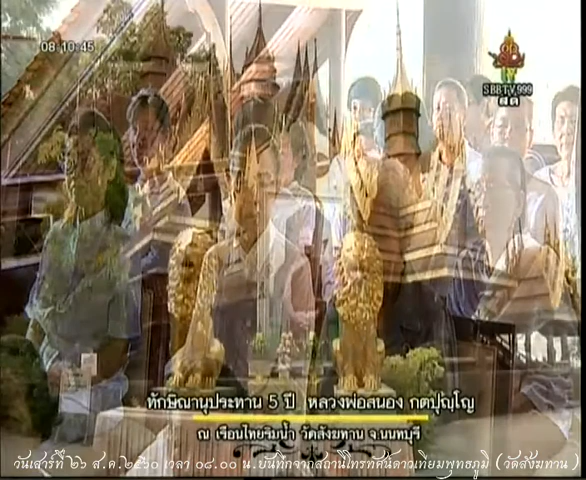 08:10:45
SBBTV.999
สด
ทักษิณานุประทาน 5 ปี หลวงพ่อสนอง กตปุญฺโญ
ณ เรือนไทยริมน้ำ วัดสังฆทาน จ.นนทบุรี
วันเสาร์ที่ ๖ ส.ค.๒๕๖๐ เวลา ๐๘.๐๐ น.บันทึกจากสถานีโทรทัศน์ดาวเทียมพุทธภูมิ (วัดสังฆทาน)